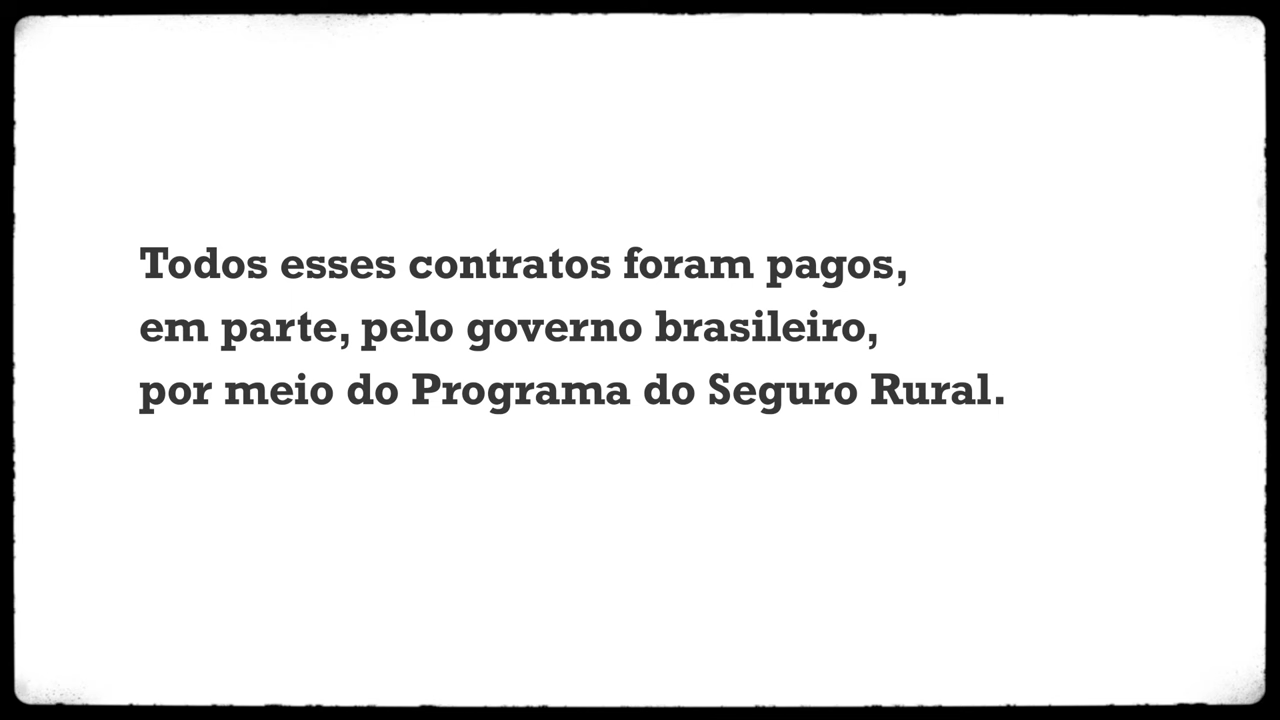 Todos esses contratos foram pagos,
em parte, pelo governo brasileiro,
por meio do Programa do Seguro Rural.